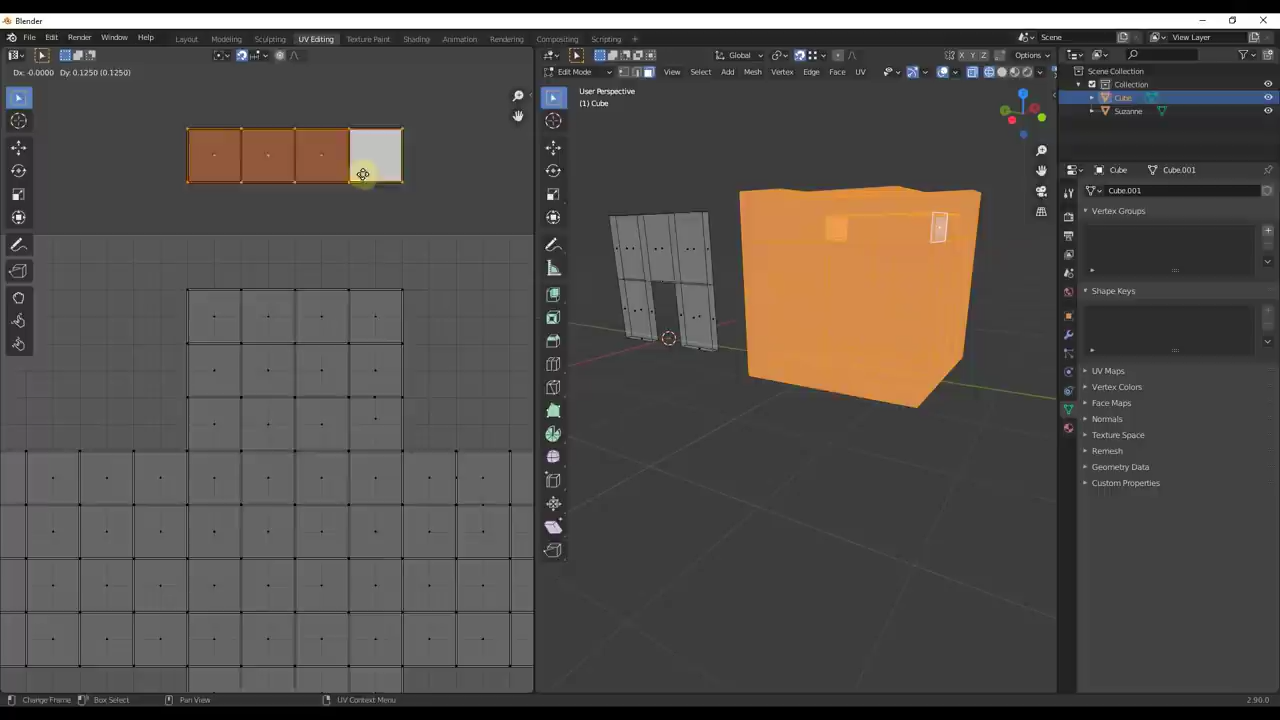 Blender
File Edit Render Window Help
Layout Modeling Sculpting UV Editing Texture Paint Shading Animation Rendering Compositing Scripting +
Scene
View Layer
Global
Options
Dx: -0.0000 Dy: 0.1250 (0.1250)
Edit Mode
View Select Add Mesh Vertex Edge Face UV
X Y Z
User Perspective
(1) Cube
Scene Collection
Collection
Cube
Suzanne
Cube
Cube.001
Cube.001
Vertex Groups
Shape Keys
UV Maps
Vertex Colors
Face Maps
Normals
Texture Space
Remesh
Geometry Data
Custom Properties
Change Frame
Box Select
Pan View
UV Context Menu
2.90.0